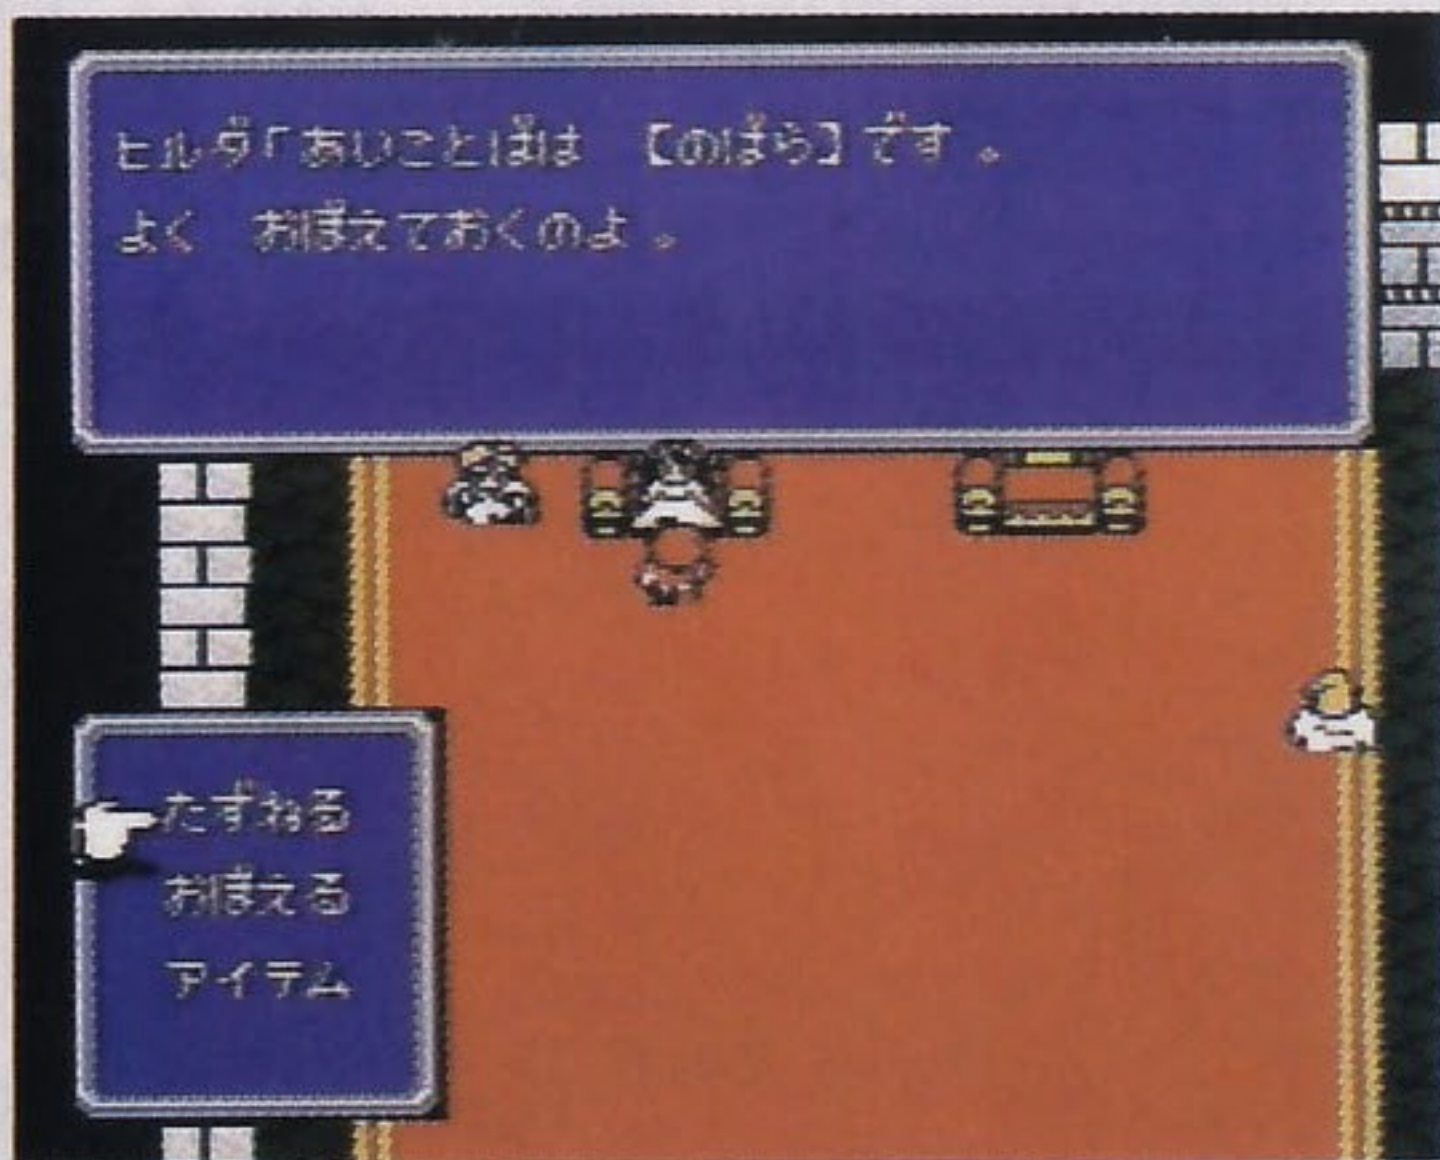 ヒルダ「あいことばは 【のばら】です。
よく おぼえておくのよ。
たずねる
おぼえる
アイテム